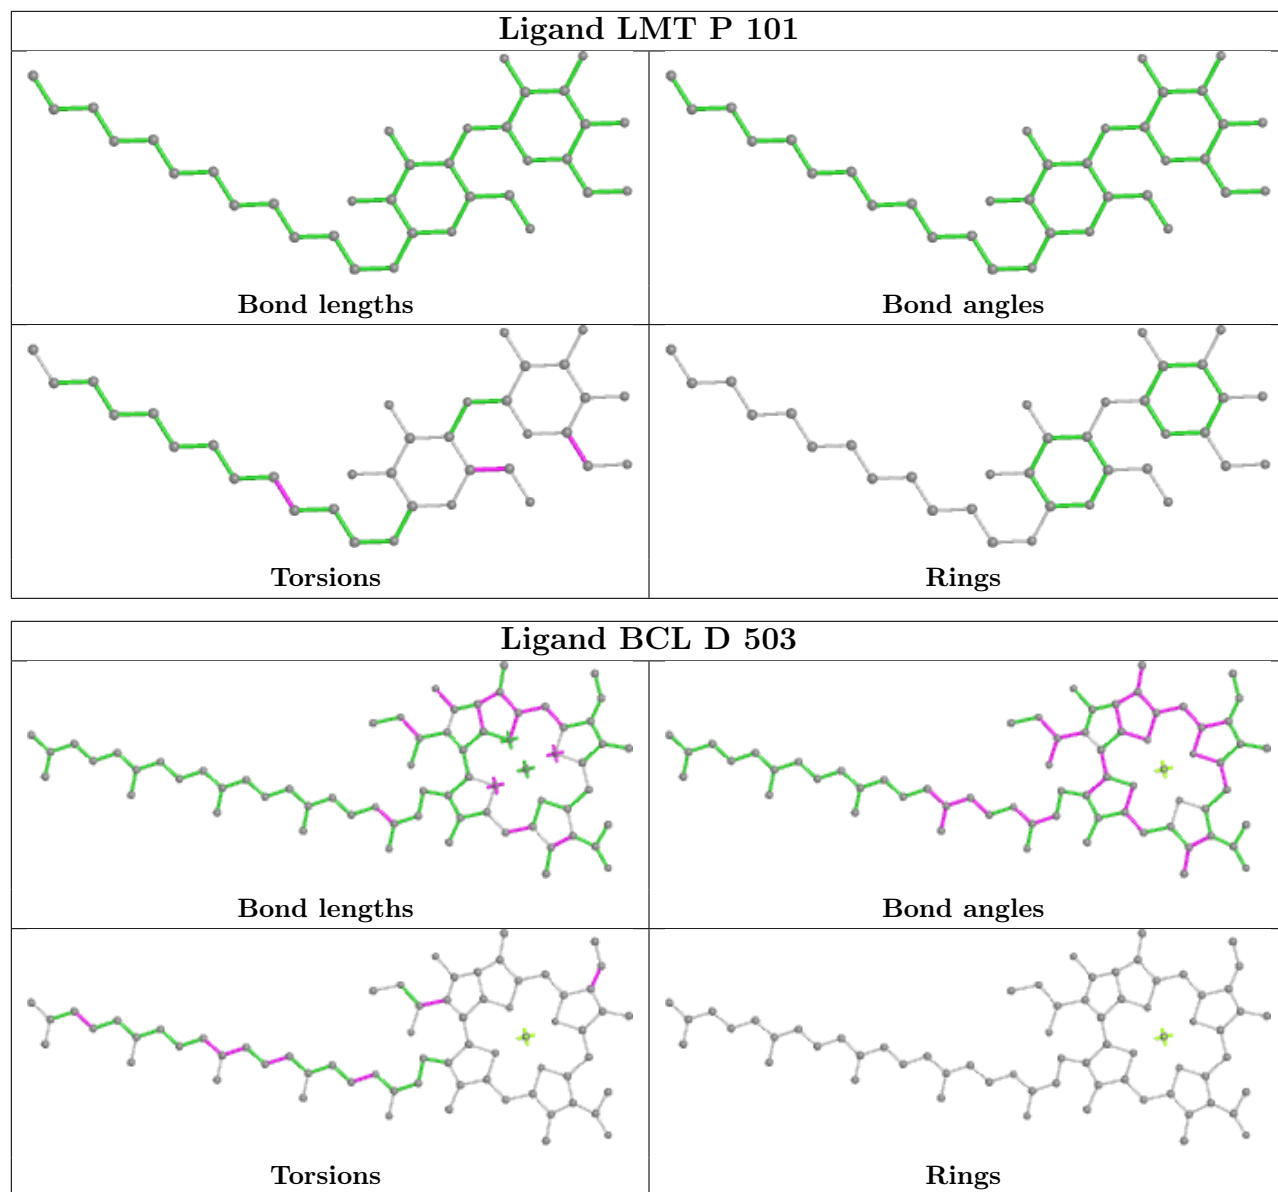 Ligand LMT P 101
Bond lengths
Bond angles
Torsions
Rings
Ligand BCL D 503
Bond lengths
Bond angles
Torsions
Rings